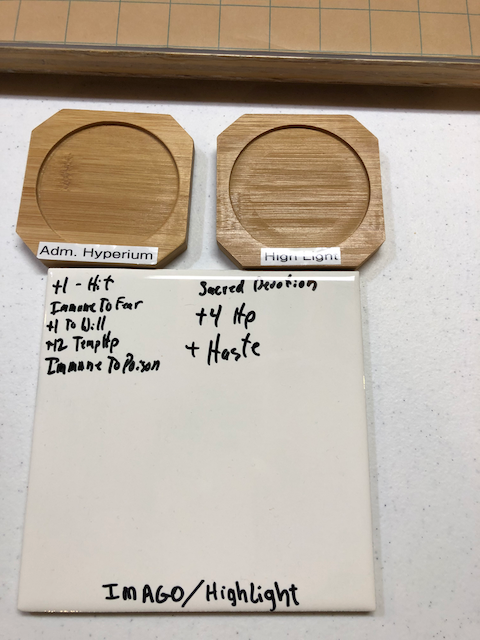 Adm. Hyperium
High Light
+1 - Hit
Immune To Fear
+1 To Will
+12 Temp Hp
Immune To Poison
Sacred Devotion
+4 Hp
+ Haste
IMAGO/HighLight